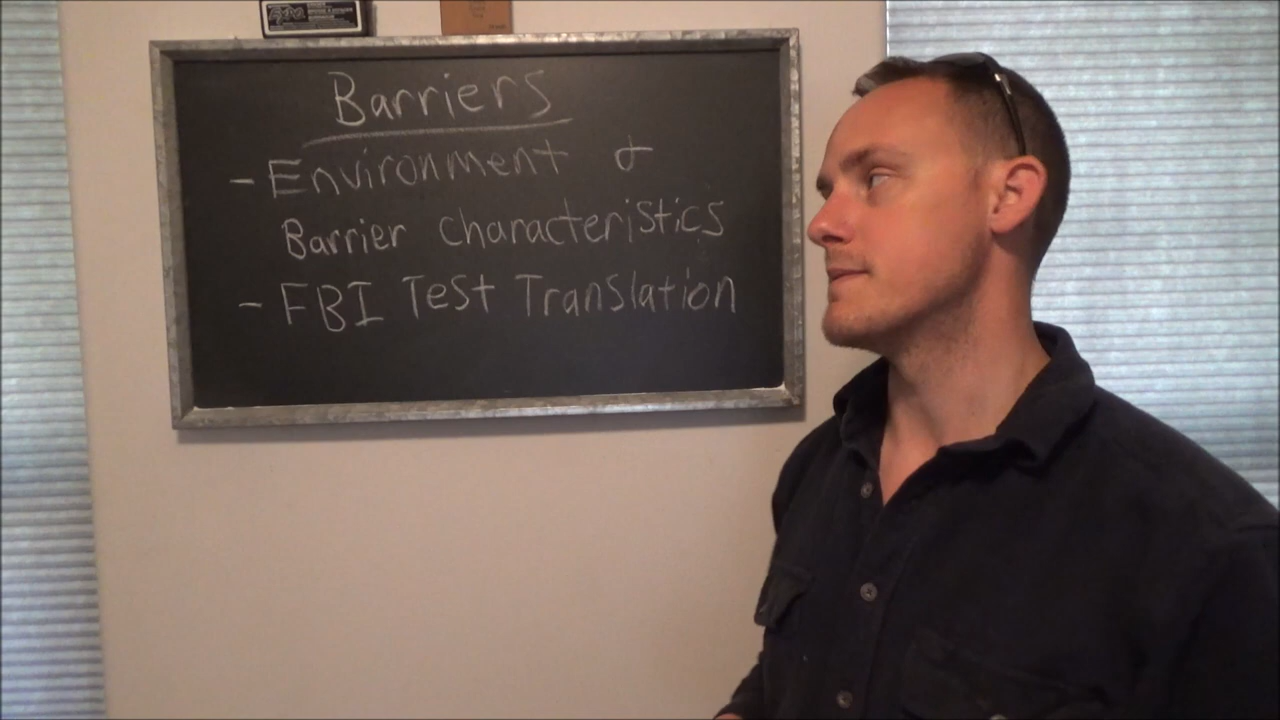 Barriers
- Environment &
Barrier Characteristics
- FBI Test Translation